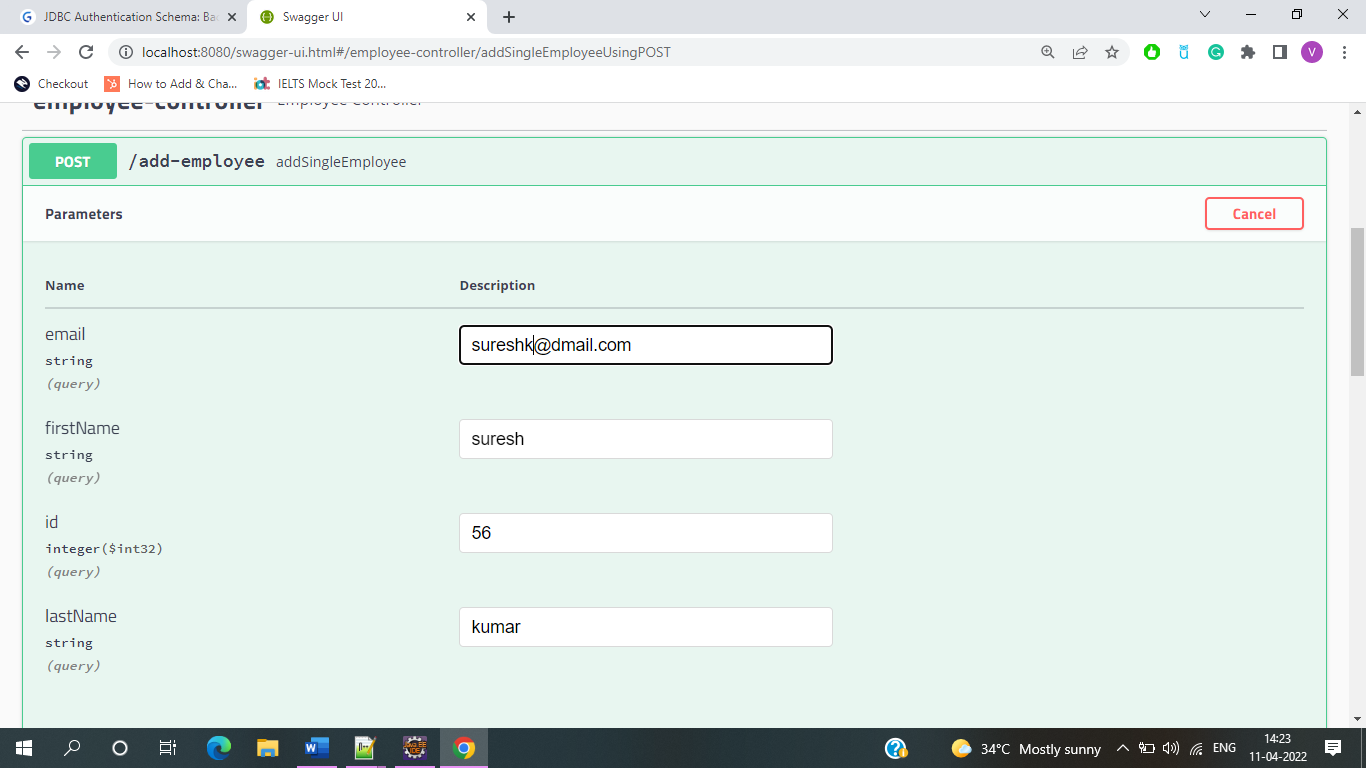 JDBC Authentication Schema: Ba
Swagger UI
localhost:8080/swagger-ui.html#/employee-controller/addSingleEmployeeUsingPOST
V
Checkout
How to Add & Cha...
IELTS Mock Test 20...
employee-controller Employee Controller
POST /add-employee addSingleEmployee
Parameters
Cancel
Name Description
email
string
(query)
sureshk@dmail.com
firstName
string
(query)
suresh
id
integer($int32)
(query)
56
lastName
string
(query)
kumar
34°C Mostly sunny
ENG
14:23
11-04-2022